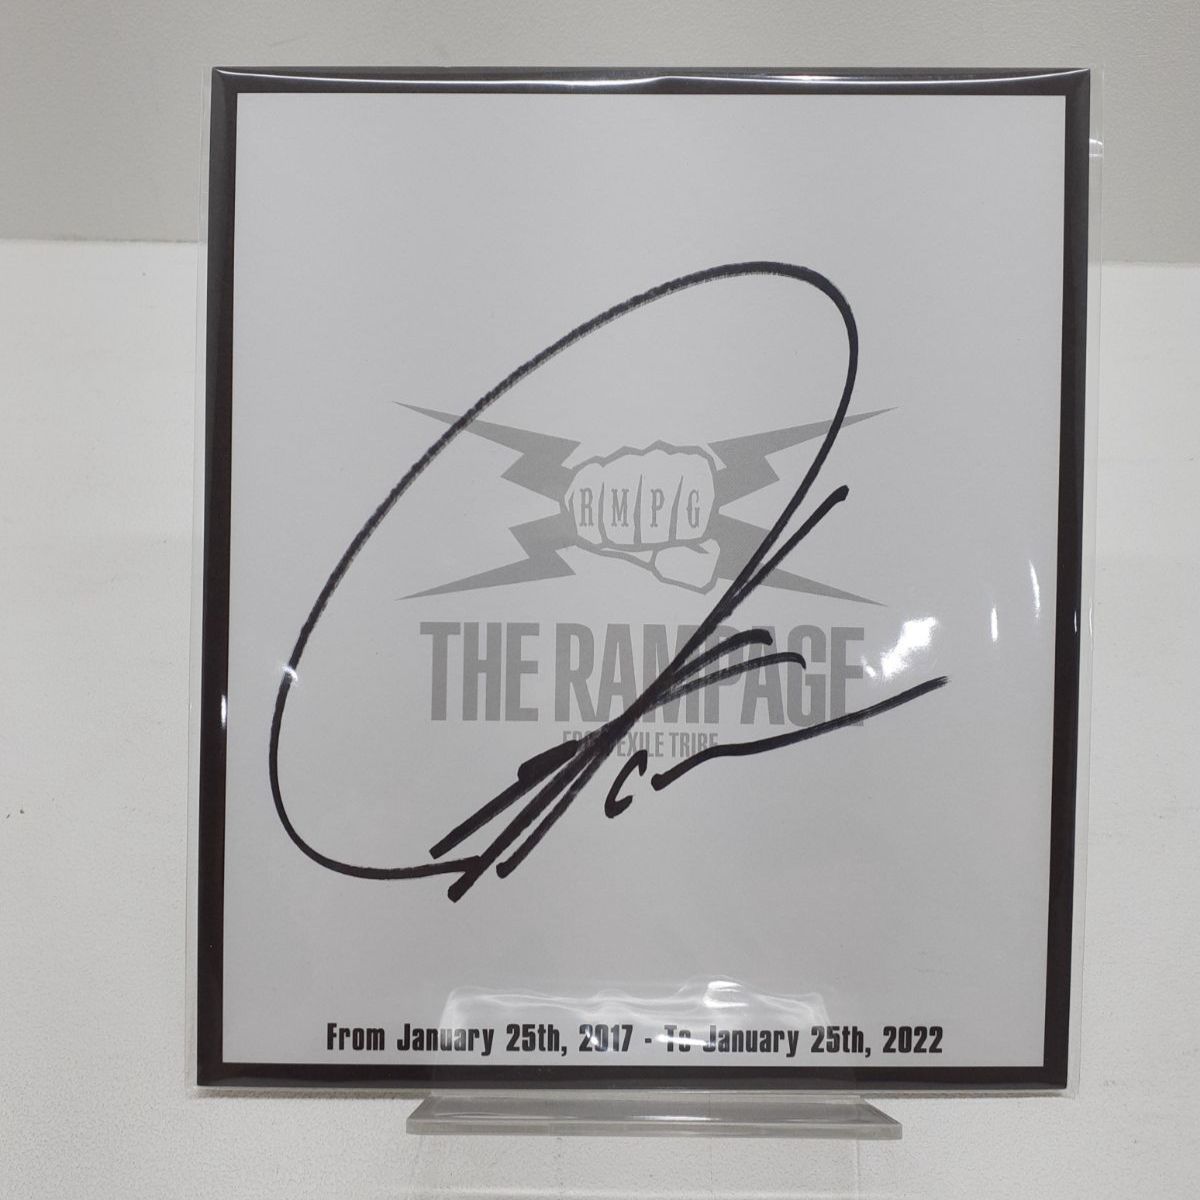 RMPG
THE RAMPAGE
FROM EXILE TRIBE
From January 25th, 2017 - To January 25th, 2022